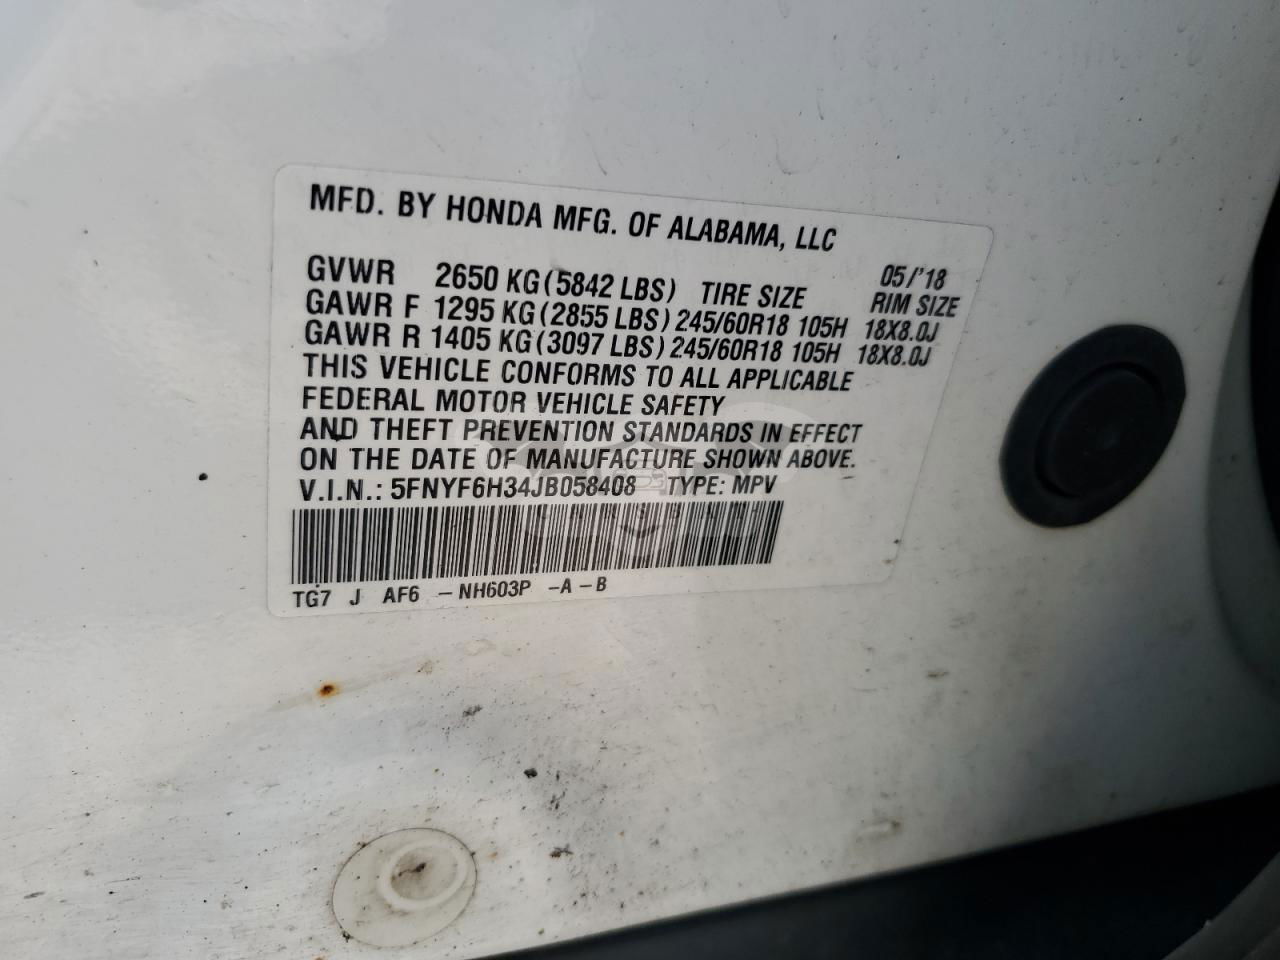 MFD. BY HONDA MFG. OF ALABAMA, LLC
05/'18
GVWR 2650 KG (5842 LBS) TIRE SIZE RIM SIZE
GAWR F 1295 KG (2855 LBS) 245/60R18 105H 18X8.0J
GAWR R 1405 KG (3097 LBS) 245/60R18 105H 18X8.0J
THIS VEHICLE CONFORMS TO ALL APPLICABLE
FEDERAL MOTOR VEHICLE SAFETY
AND THEFT PREVENTION STANDARDS IN EFFECT
ON THE DATE OF MANUFACTURE SHOWN ABOVE.
V.I.N.: 5FNYF6H34JB058408 TYPE: MPV
TG7 J AF6 -NH603P -A-B